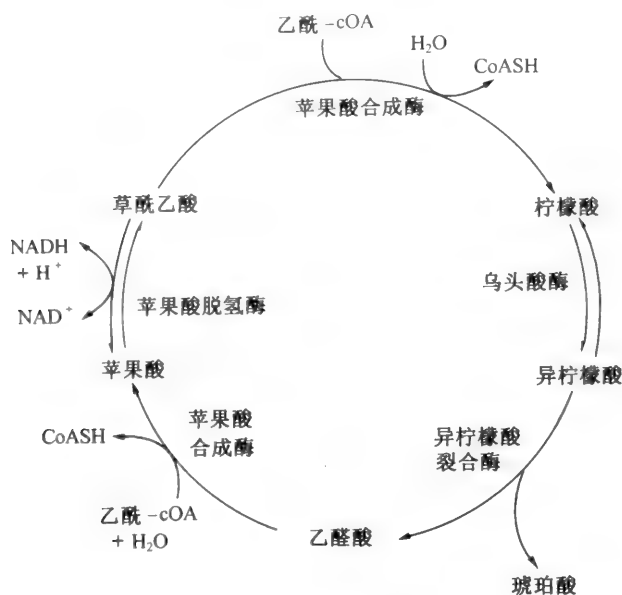 乙酰-cOA
H₂O
CoASH
苹果酸合成酶
草酰乙酸
柠檬酸
NADH
+ H⁺
NAD⁺
苹果酸脱氢酶
乌头酸酶
苹果酸
异柠檬酸
苹果酸
合成酶
CoASH
异柠檬酸
裂合酶
乙酰-cOA
+ H₂O
乙醛酸
琥珀酸